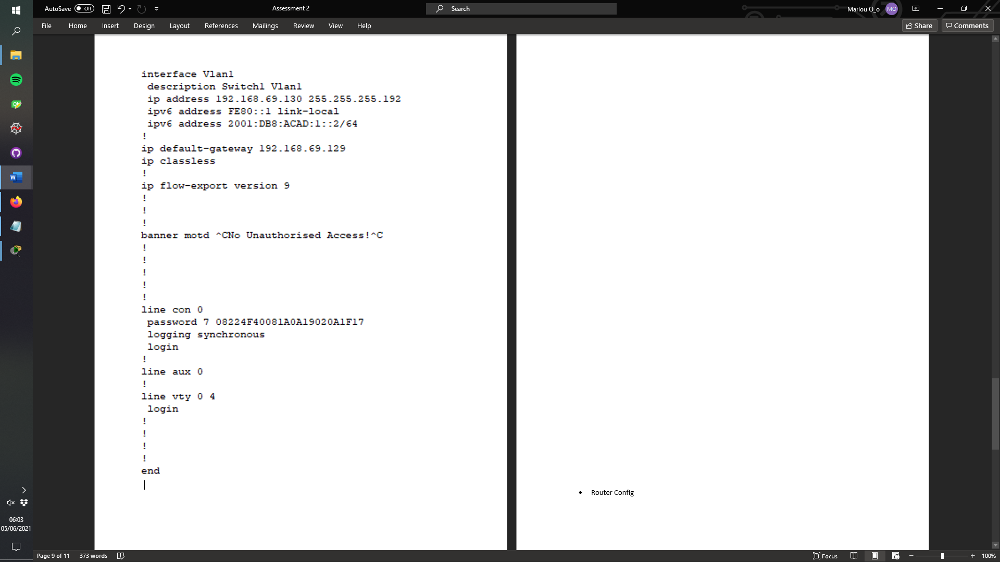 AutoSave Off
Assessment 2
Search
Marlou O_o MO
File Home Insert Design Layout References Mailings Review View Help
Share Comments
interface Vlan1
description Switch1 Vlan1
ip address 192.168.69.130 255.255.255.192
ipv6 address FE80::1 link-local
ipv6 address 2001:DB8:ACAD:1::2/64
!
ip default-gateway 192.168.69.129
ip classless
!
ip flow-export version 9
!
!
!
banner motd ^CNo Unauthorised Access!^C
!
!
!
!
!
line con 0
password 7 08224F40081A0A19020A1F17
logging synchronous
login
!
line aux 0
!
line vty 0 4
login
!
!
!
!
end
• Router Config
06:03
05/06/2021
Page 9 of 11 373 words
Focus
100%